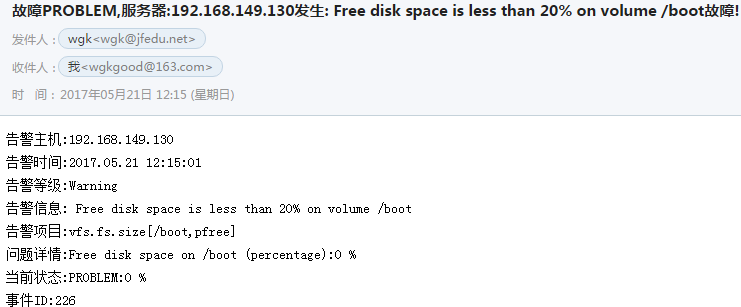 故障PROBLEM,服务器:192.168.149.130发生: Free disk space is less than 20% on volume /boot故障!
发件人：wgk<wgk@jfedu.net>
收件人：我<wgkgood@163.com>
时 间：2017年05月21日 12:15 (星期日)
告警主机:192.168.149.130
告警时间:2017.05.21 12:15:01
告警等级:Warning
告警信息: Free disk space is less than 20% on volume /boot
告警项目:vfs.fs.size[/boot,pfree]
问题详情:Free disk space on /boot (percentage):0 %
当前状态:PROBLEM:0 %
事件ID:226